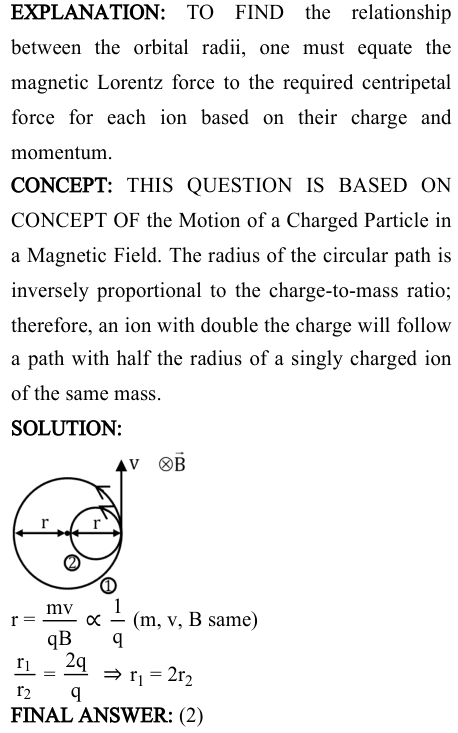 EXPLANATION: TO FIND the relationship
between the orbital radii, one must equate the
magnetic Lorentz force to the required centripetal
force for each ion based on their charge and
momentum.
CONCEPT: THIS QUESTION IS BASED ON
CONCEPT OF the Motion of a Charged Particle in
a Magnetic Field. The radius of the circular path is
inversely proportional to the charge-to-mass ratio;
therefore, an ion with double the charge will follow
a path with half the radius of a singly charged ion
of the same mass.
SOLUTION:
v ⊗B⃗
r r
②
①
r = mv/qB ∝ 1/q (m, v, B same)
r₁/r₂ = 2q/q ⇒ r₁ = 2r₂
FINAL ANSWER: (2)